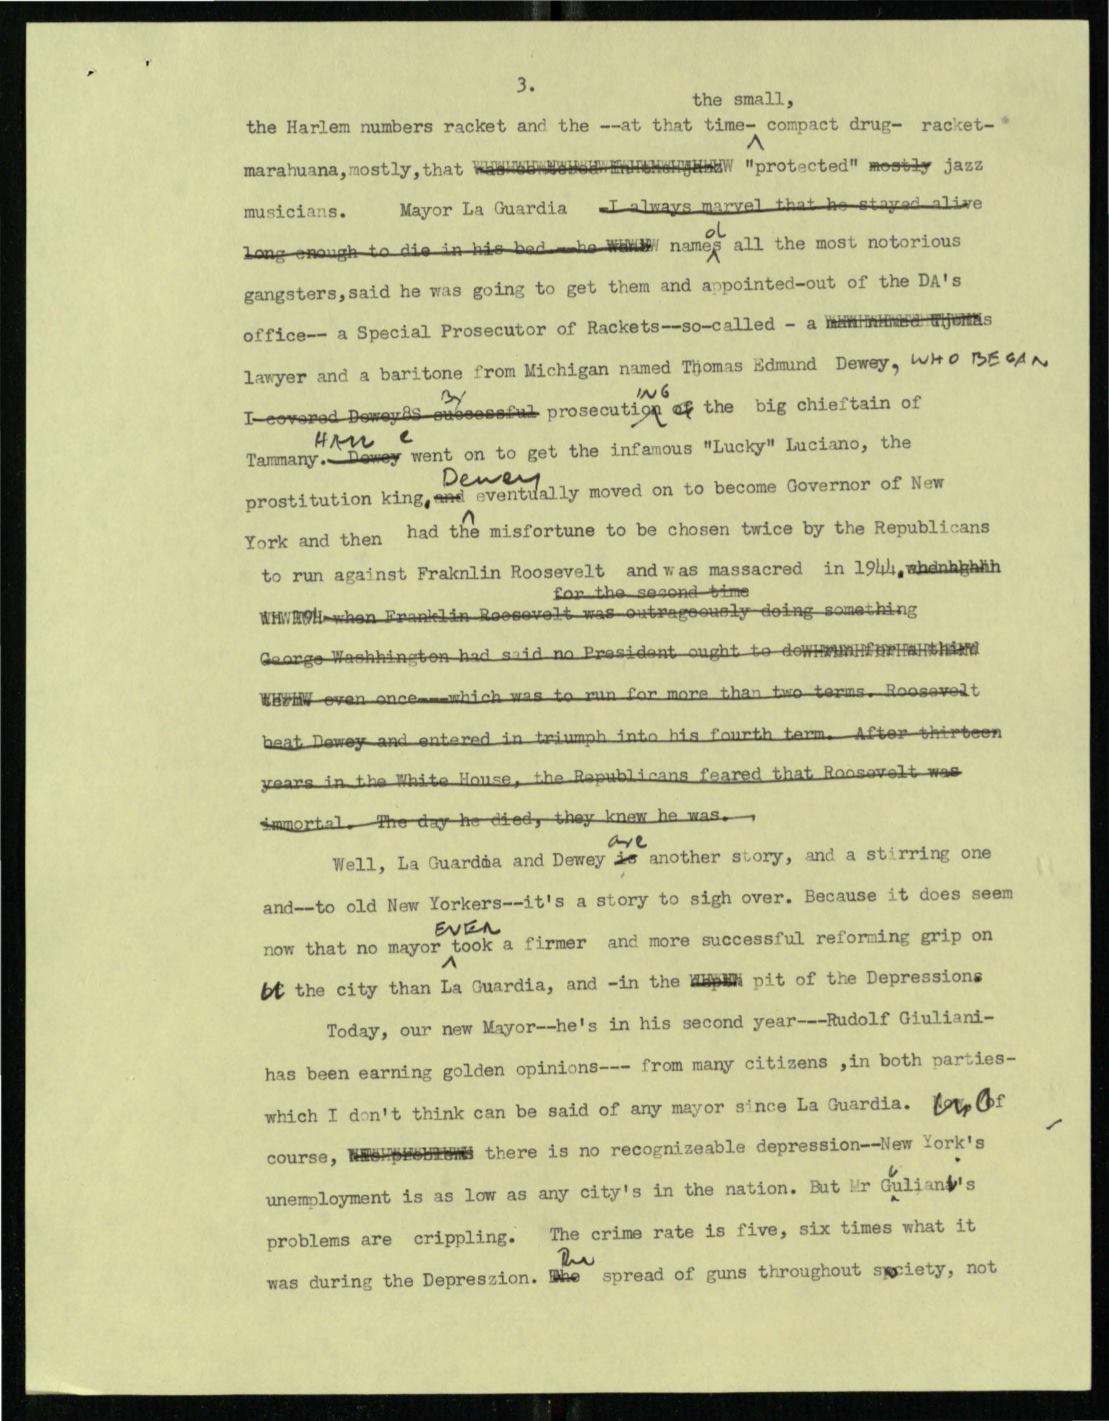 3.
the small,
the Harlem numbers racket and the --at that time- compact drug- racket-
marahuana,mostly,that "protected" mostly jazz
musicians. Mayor La Guardia -I always marvel that he stayed alive
d
long enough to die in his bed.--he names all the most notorious
gangsters,said he was going to get them and appointed-out of the DA's
office-- a Special Prosecutor of Rackets--so-called - a
lawyer and a baritone from Michigan named Thomas Edmund Dewey, WHO BEGAN
By ING
I covered Dewey8s successful prosecution of the big chieftain of
HAN e
Tammany. Dewey went on to get the infamous "Lucky" Luciano, the
Dewey
prostitution king, and eventually moved on to become Governor of New
York and then had the misfortune to be chosen twice by the Republicans
to run against Fraknlin Roosevelt and was massacred in 1944.
for the second time
when Franklin Roosevelt was outrageously doing something
George Washhington had said no President ought to do
even once---which was to run for more than two terms. Roosevelt
beat Dewey and entered in triumph into his fourth term. After thirteen
years in the White House, the Republicans feared that Roosevelt was
immortal. The day he died, they knew he was.
are
Well, La Guardia and Dewey is another story, and a stirring one
and--to old New Yorkers--it's a story to sigh over. Because it does seem
EVER
now that no mayor took a firmer and more successful reforming grip on
the city than La Guardia, and -in the pit of the Depression.
Today, our new Mayor--he's in his second year---Rudolf Giuliani-
has been earning golden opinions--- from many citizens ,in both parties-
which I don't think can be said of any mayor since La Guardia. of
course, there is no recognizeable depression--New York's
i
unemployment is as low as any city's in the nation. But Mr Guliani's
problems are crippling. The crime rate is five, six times what it
The
was during the Depreszion. The spread of guns throughout society, not